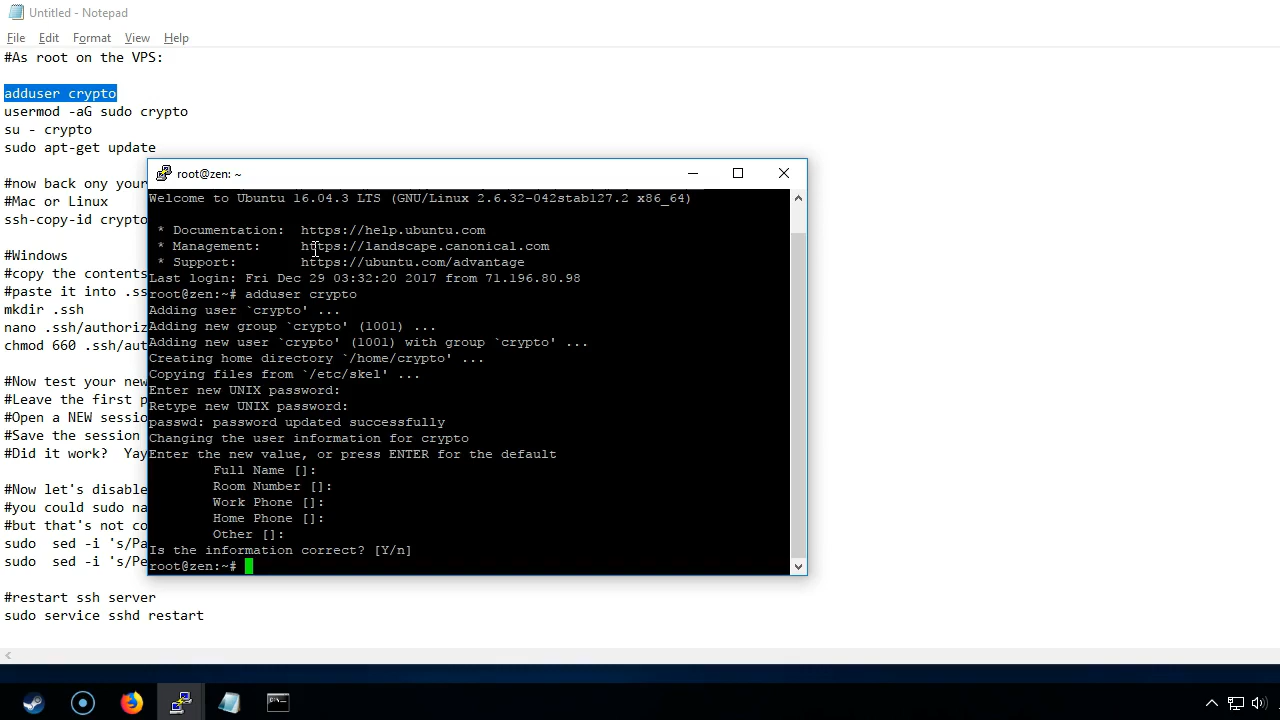 Untitled - Notepad
File Edit Format View Help
#As root on the VPS:
adduser crypto
usermod -aG sudo crypto
su - crypto
sudo apt-get update
#now back ony your
#Mac or Linux
ssh-copy-id crypto
#Windows
#copy the contents
#paste it into .ss
mkdir .ssh
nano .ssh/authoriz
chmod 660 .ssh/aut
#Now test your new
#Leave the first p
#Open a NEW sessio
#Save the session
#Did it work?  Yay
#Now let's disable
#you could sudo na
#but that's not co
sudo  sed -i 's/Pa
sudo  sed -i 's/Pe
#restart ssh server
sudo service sshd restart
root@zen: ~
Welcome to Ubuntu 16.04.3 LTS (GNU/Linux 2.6.32-042stab127.2 x86_64)
* Documentation:  https://help.ubuntu.com
* Management:     https://landscape.canonical.com
* Support:        https://ubuntu.com/advantage
Last login: Fri Dec 29 03:32:20 2017 from 71.196.80.98
root@zen:~# adduser crypto
Adding user `crypto' ...
Adding new group `crypto' (1001) ...
Adding new user `crypto' (1001) with group `crypto' ...
Creating home directory `/home/crypto' ...
Copying files from `/etc/skel' ...
Enter new UNIX password:
Retype new UNIX password:
passwd: password updated successfully
Changing the user information for crypto
Enter the new value, or press ENTER for the default
Full Name []:
Room Number []:
Work Phone []:
Home Phone []:
Other []:
Is the information correct? [Y/n]
root@zen:~#